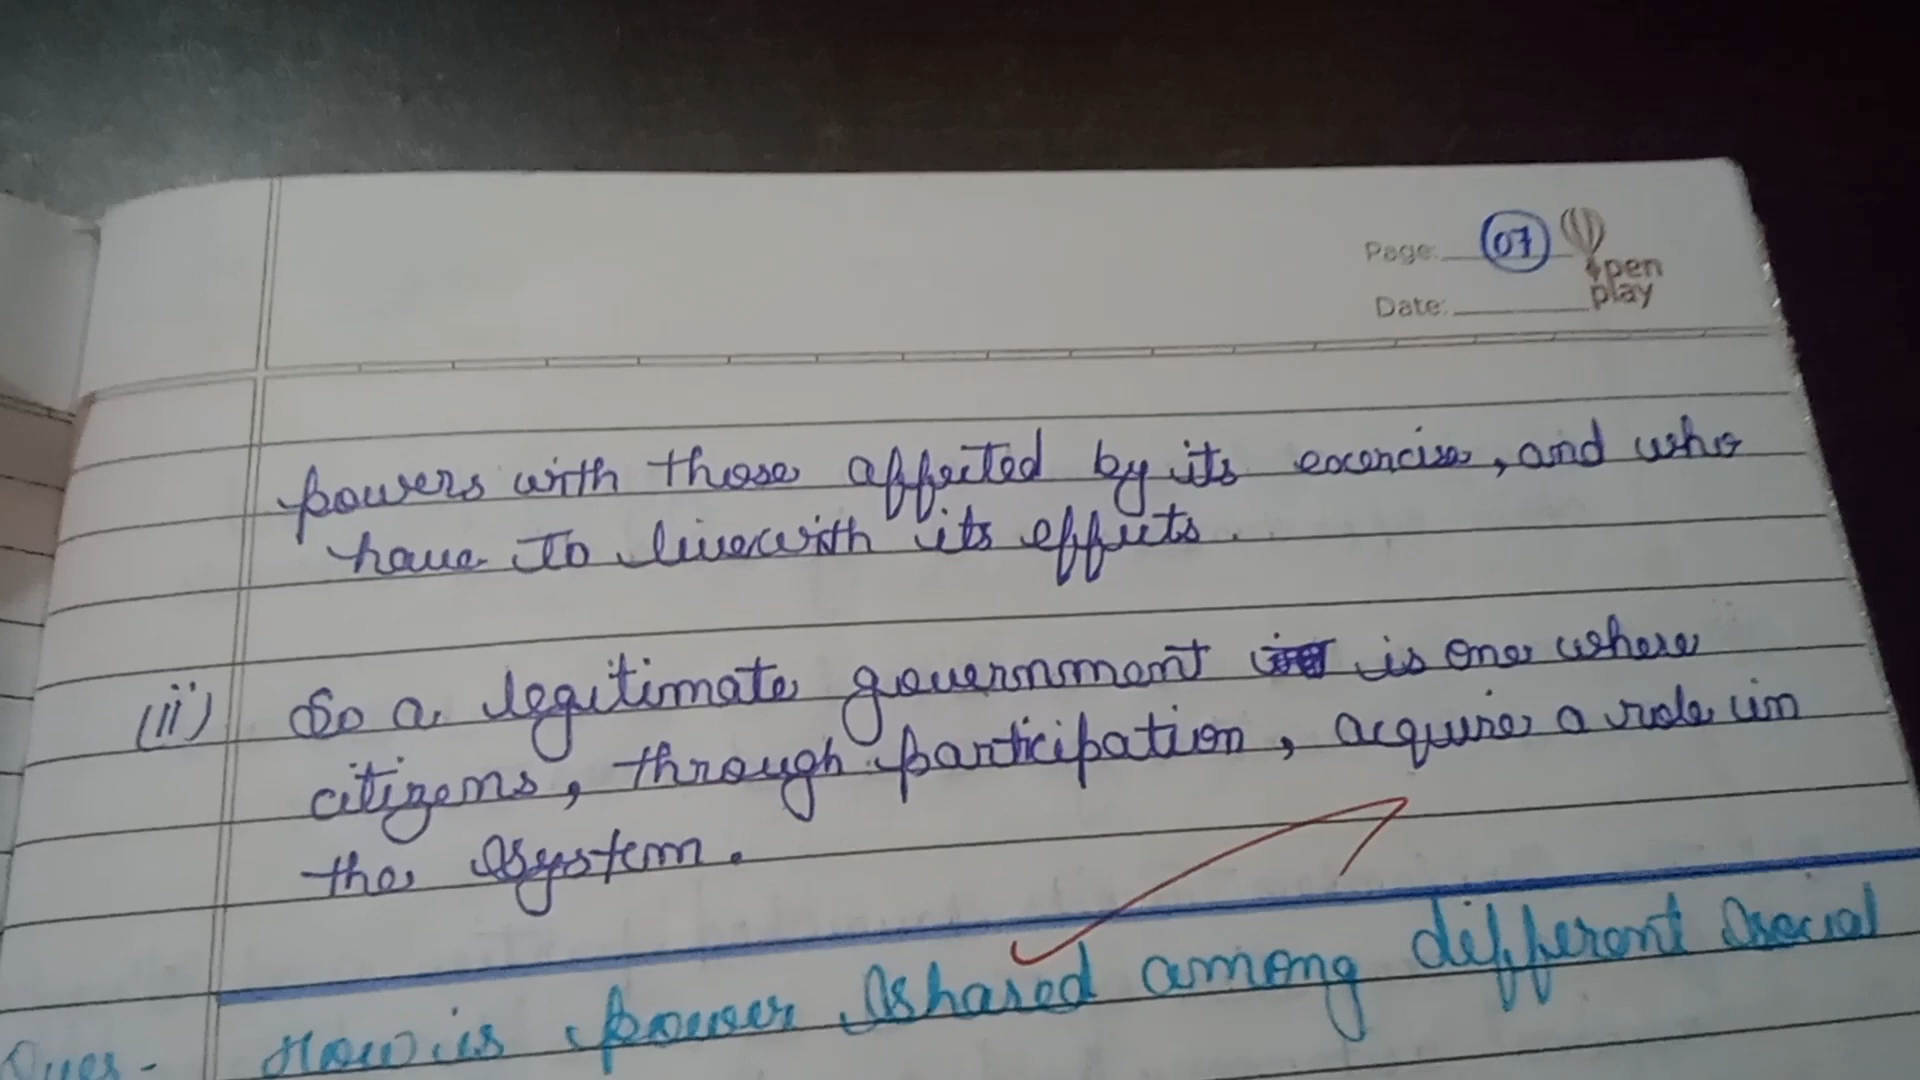 Page: 07
pen
play
Date:
powers with those affected by its exercise, and who
have to live with its effects.
(ii) So a legitimate government is one where
citizens, through participation, acquire a role in
the system.
Ques- How is power shared among different social